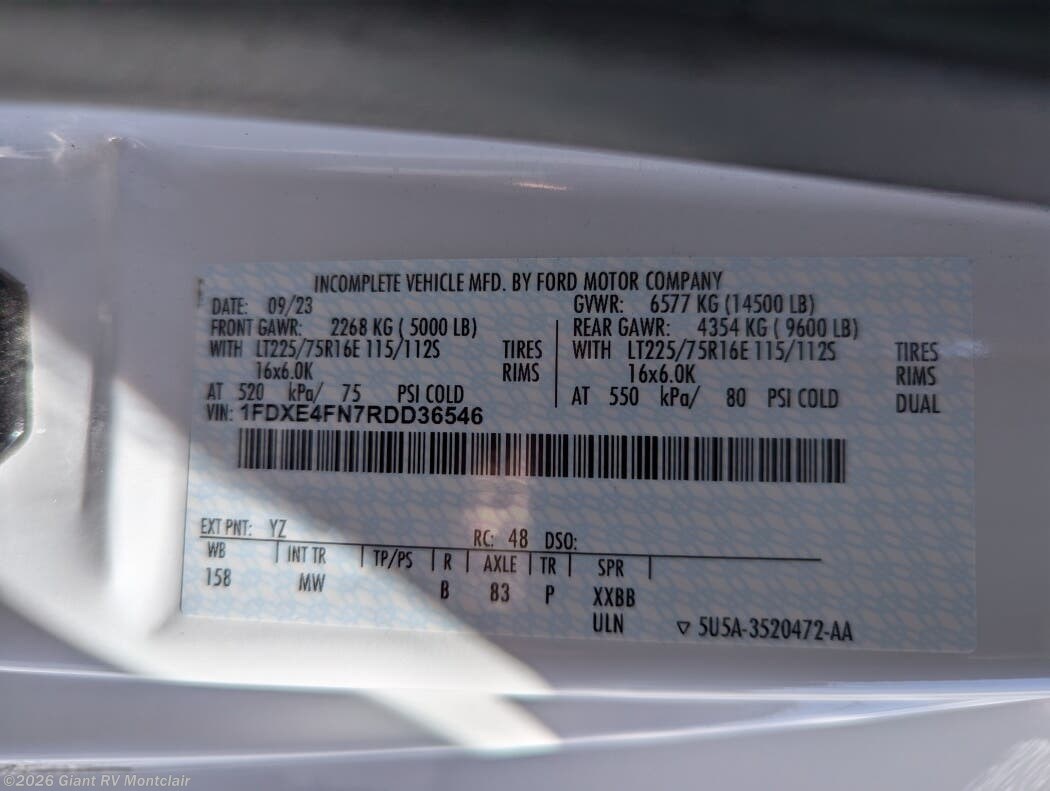 INCOMPLETE VEHICLE MFD. BY FORD MOTOR COMPANY
DATE: 09/23 GVWR: 6577 KG (14500 LB)
FRONT GAWR: 2268 KG ( 5000 LB) REAR GAWR: 4354 KG ( 9600 LB)
WITH LT225/75R16E 115/112S TIRES WITH LT225/75R16E 115/112S TIRES
16x6.0K RIMS 16x6.0K RIMS
AT 520 kPa/ 75 PSI COLD AT 550 kPa/ 80 PSI COLD DUAL
VIN: 1FDXE4FN7RDD36546
EXT PNT: YZ RC: 48 DSO:
WB INT TR TP/PS R AXLE TR SPR
158 MW B 83 P XXBB
ULN ▽ 5U5A-3520472-AA
©2026 Giant RV Montclair